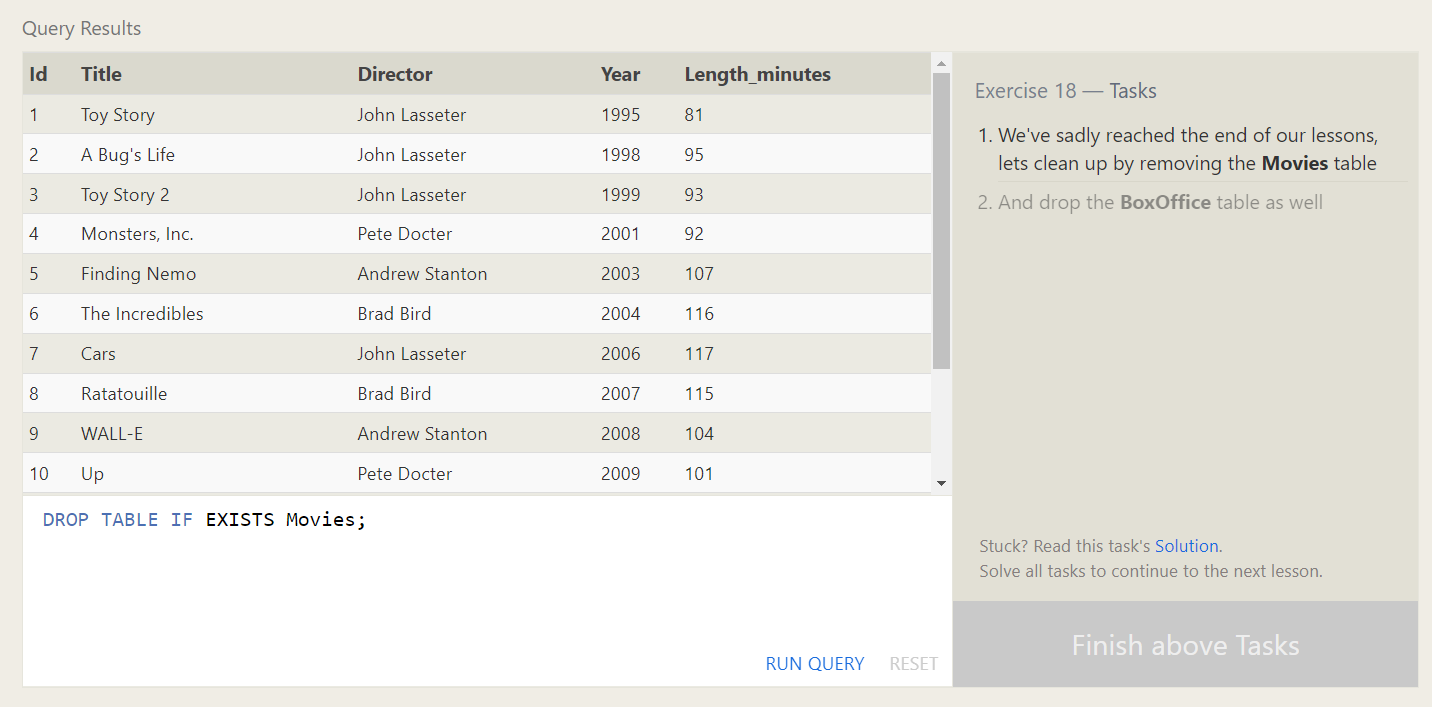 Query Results
Id Title Director Year Length_minutes
1 Toy Story John Lasseter 1995 81
2 A Bug's Life John Lasseter 1998 95
3 Toy Story 2 John Lasseter 1999 93
4 Monsters, Inc. Pete Docter 2001 92
5 Finding Nemo Andrew Stanton 2003 107
6 The Incredibles Brad Bird 2004 116
7 Cars John Lasseter 2006 117
8 Ratatouille Brad Bird 2007 115
9 WALL-E Andrew Stanton 2008 104
10 Up Pete Docter 2009 101
DROP TABLE IF EXISTS Movies;
RUN QUERY RESET
Exercise 18 — Tasks
1. We've sadly reached the end of our lessons,
lets clean up by removing the Movies table
2. And drop the BoxOffice table as well
Stuck? Read this task's Solution.
Solve all tasks to continue to the next lesson.
Finish above Tasks